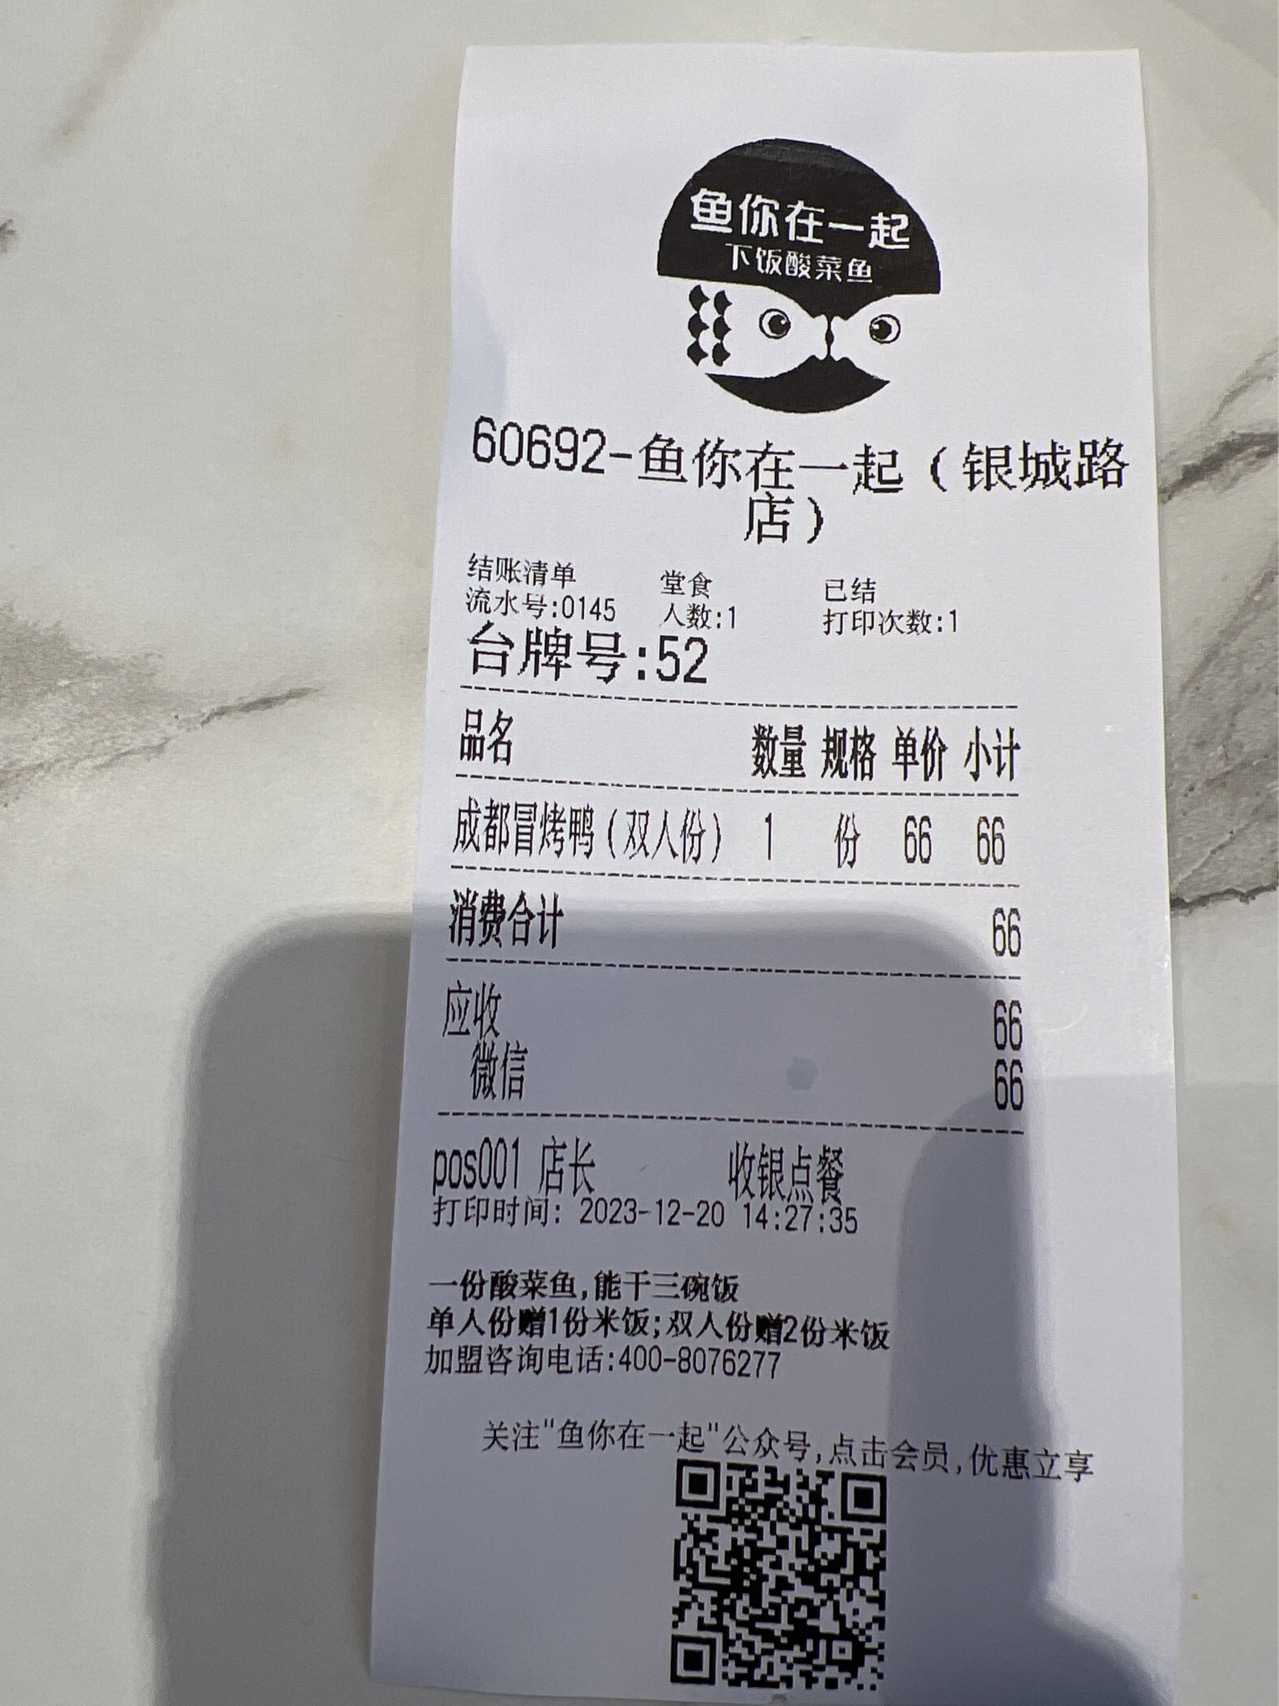 鱼你在一起
下饭酸菜鱼
60692-鱼你在一起（银城路
店）
结账清单 堂食 已结
流水号:0145 人数:1 打印次数:1
台牌号:52
品名 数量 规格 单价 小计
成都冒烤鸭（双人份） 1 份 66 66
消费合计 66
应收 66
微信 66
pos001 店长 收银点餐
打印时间: 2023-12-20 14:27:35
一份酸菜鱼,能干三碗饭
单人份赠1份米饭;双人份赠2份米饭
加盟咨询电话:400-8076277
关注"鱼你在一起"公众号,点击会员,优惠立享